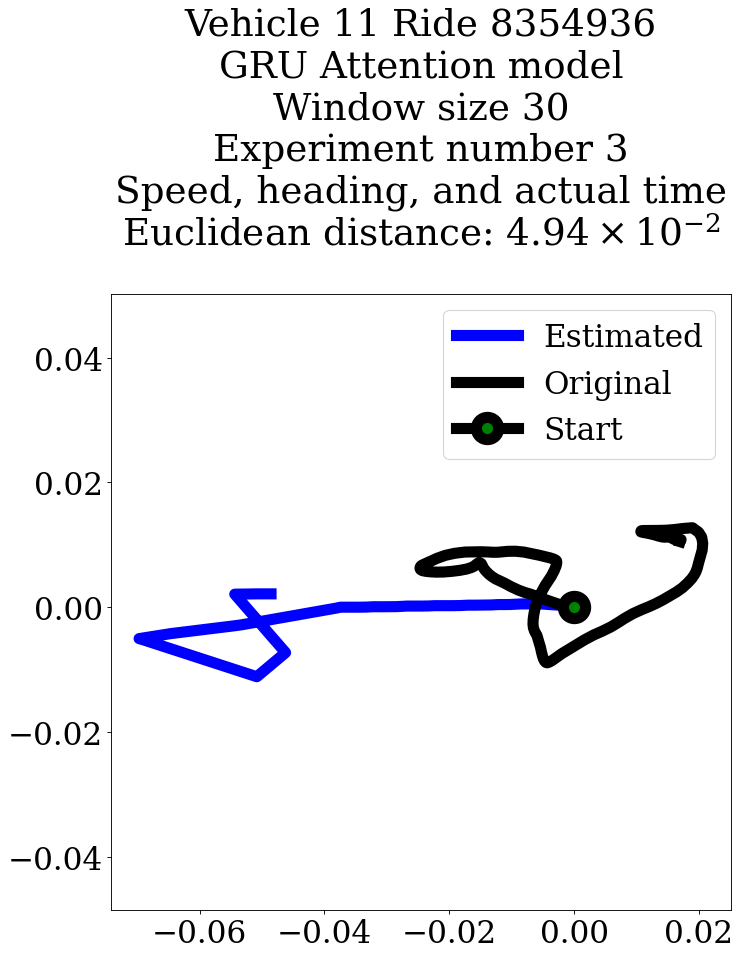 Vehicle 11 Ride 8354936
GRU Attention model
Window size 30
Experiment number 3
Speed, heading, and actual time
Euclidean distance: 4.94 × 10⁻²
Estimated
Original
Start
0.04
0.02
0.00
−0.02
−0.04
−0.06 −0.04 −0.02 0.00 0.02